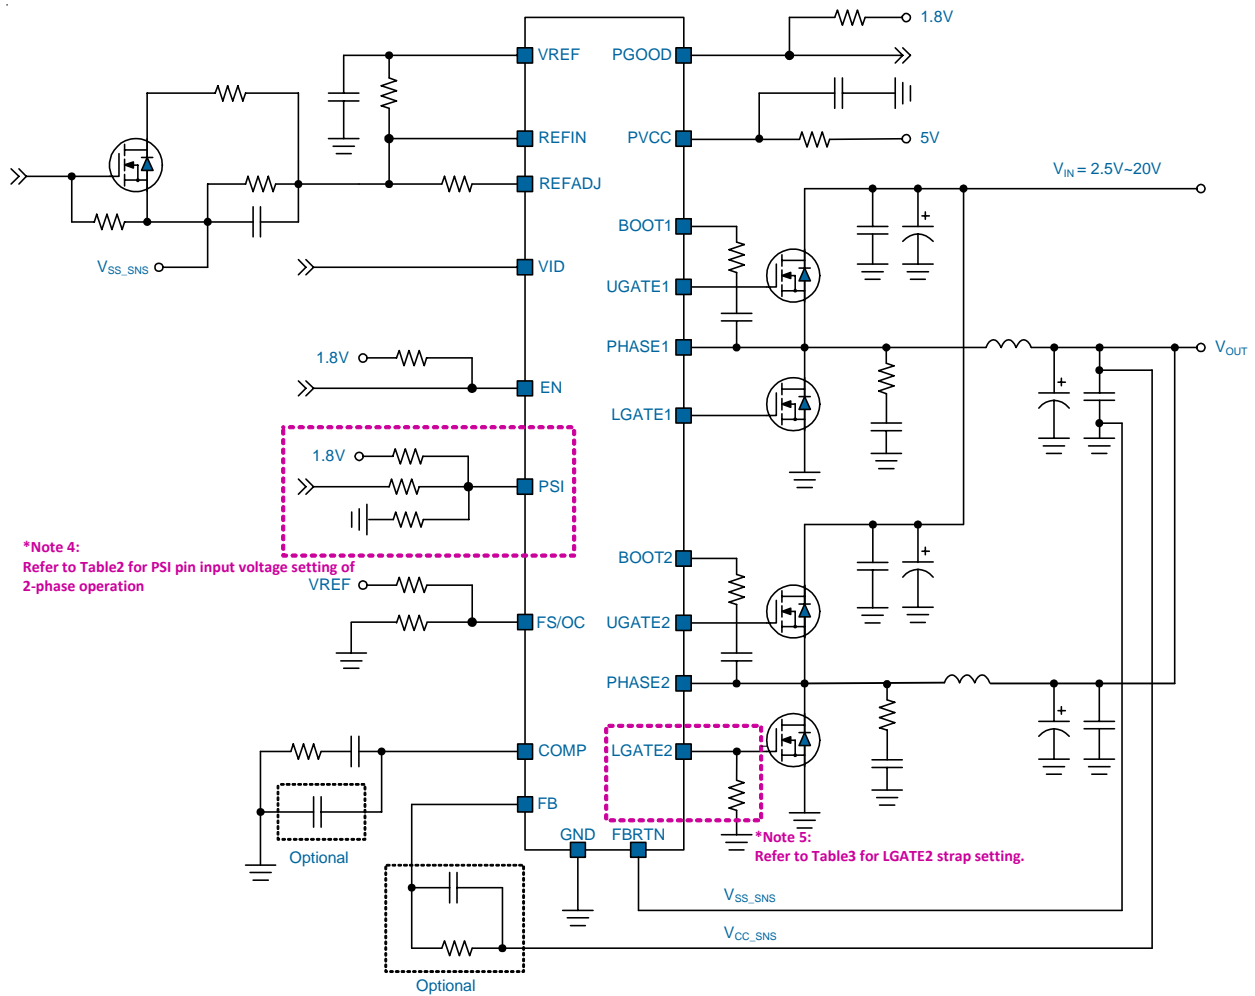 1.8V
VREF
PGOOD
REFIN
PVCC
5V
VIN = 2.5V~20V
REFADJ
BOOT1
VSS_SNS
VID
UGATE1
1.8V
PHASE1
VOUT
EN
LGATE1
1.8V
PSI
*Note 4:
Refer to Table2 for PSI pin input voltage setting of
2-phase operation
BOOT2
VREF
FS/OC
UGATE2
PHASE2
COMP
LGATE2
FB
GND
FBRTN
*Note 5:
Refer to Table3 for LGATE2 strap setting.
Optional
VSS_SNS
VCC_SNS
Optional